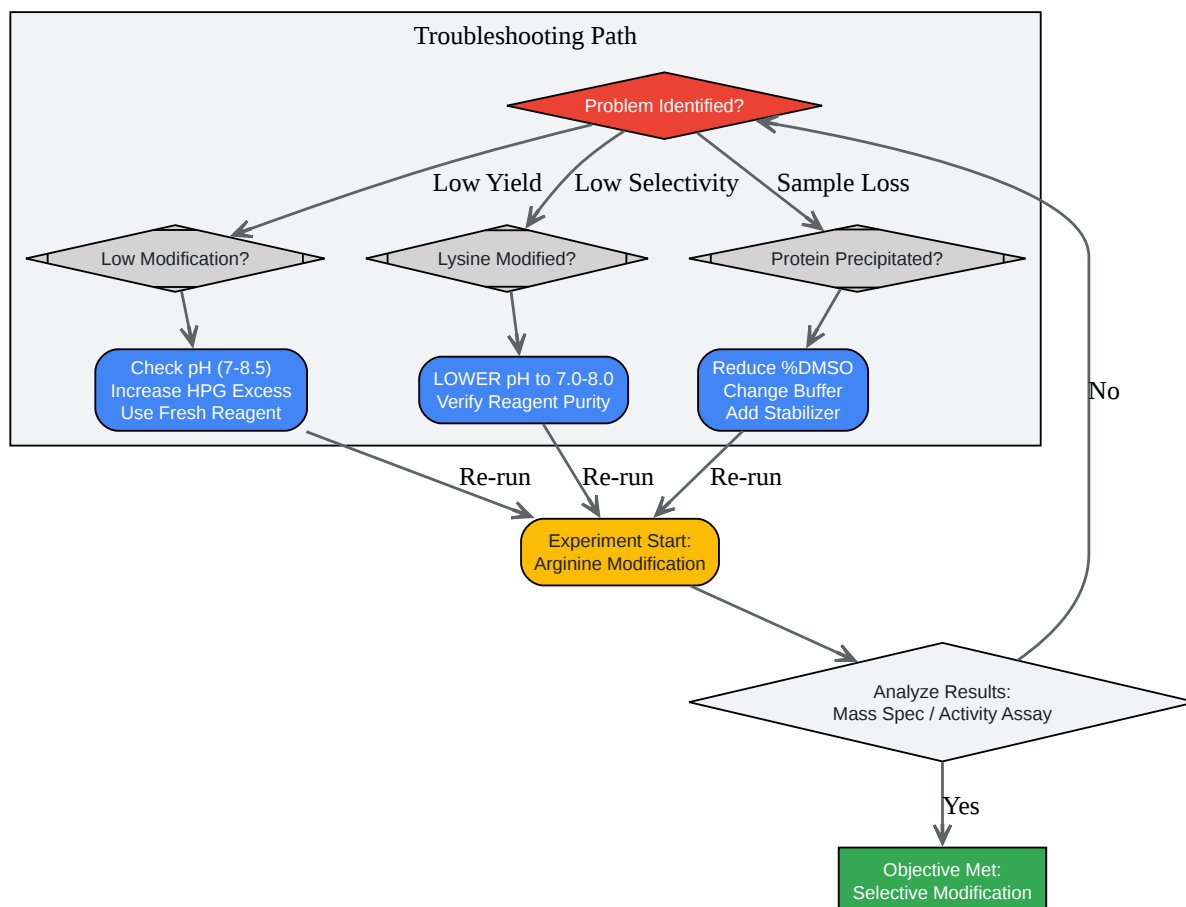 Troubleshooting Path
Problem Identified?
Low Yield
Low Selectivity
Sample Loss
Low Modification?
Lysine Modified?
Protein Precipitated?
Check pH (7-8.5)
Increase HPG Excess
Use Fresh Reagent
LOWER pH to 7.0-8.0
Verify Reagent Purity
Reduce %DMSO
Change Buffer
Add Stabilizer
No
Re-run
Re-run
Re-run
Experiment Start:
Arginine Modification
Analyze Results:
Mass Spec / Activity Assay
Yes
Objective Met:
Selective Modification